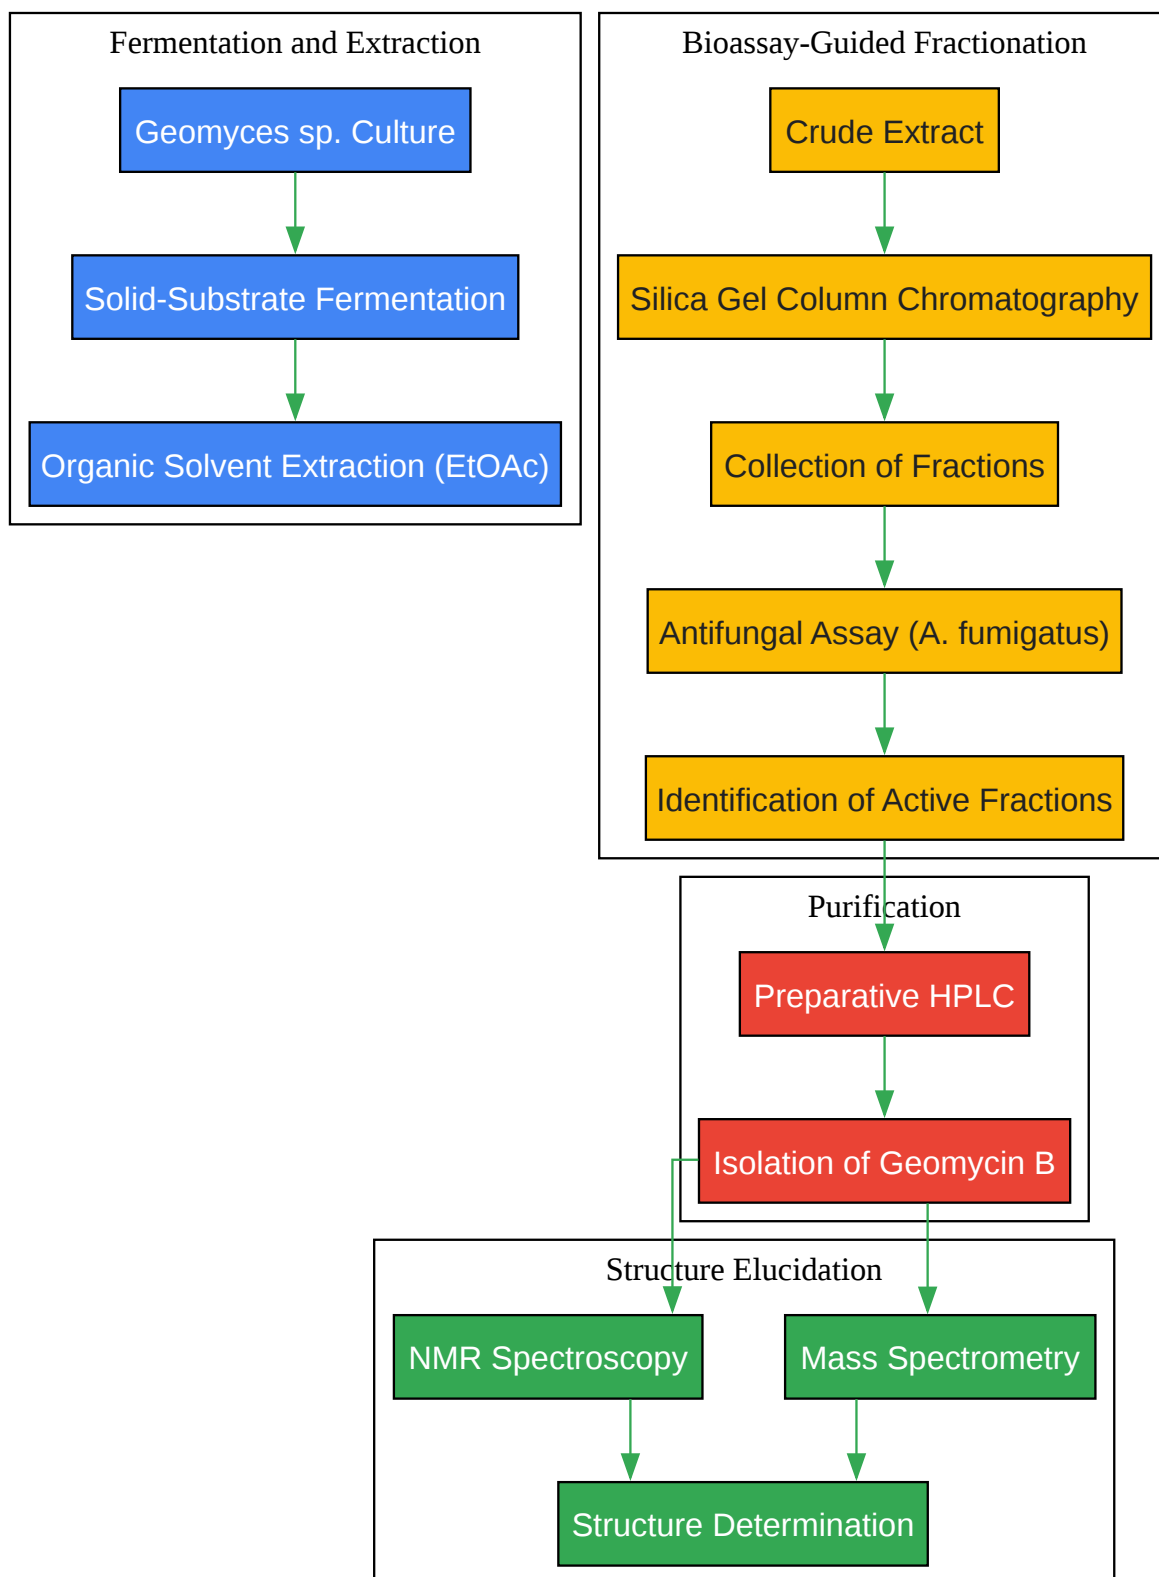 Fermentation and Extraction
Geomyces sp. Culture
Solid-Substrate Fermentation
Organic Solvent Extraction (EtOAc)
Bioassay-Guided Fractionation
Crude Extract
Silica Gel Column Chromatography
Collection of Fractions
Antifungal Assay (A. fumigatus)
Identification of Active Fractions
Purification
Preparative HPLC
Isolation of Geomycin B
Structure Elucidation
NMR Spectroscopy
Mass Spectrometry
Structure Determination